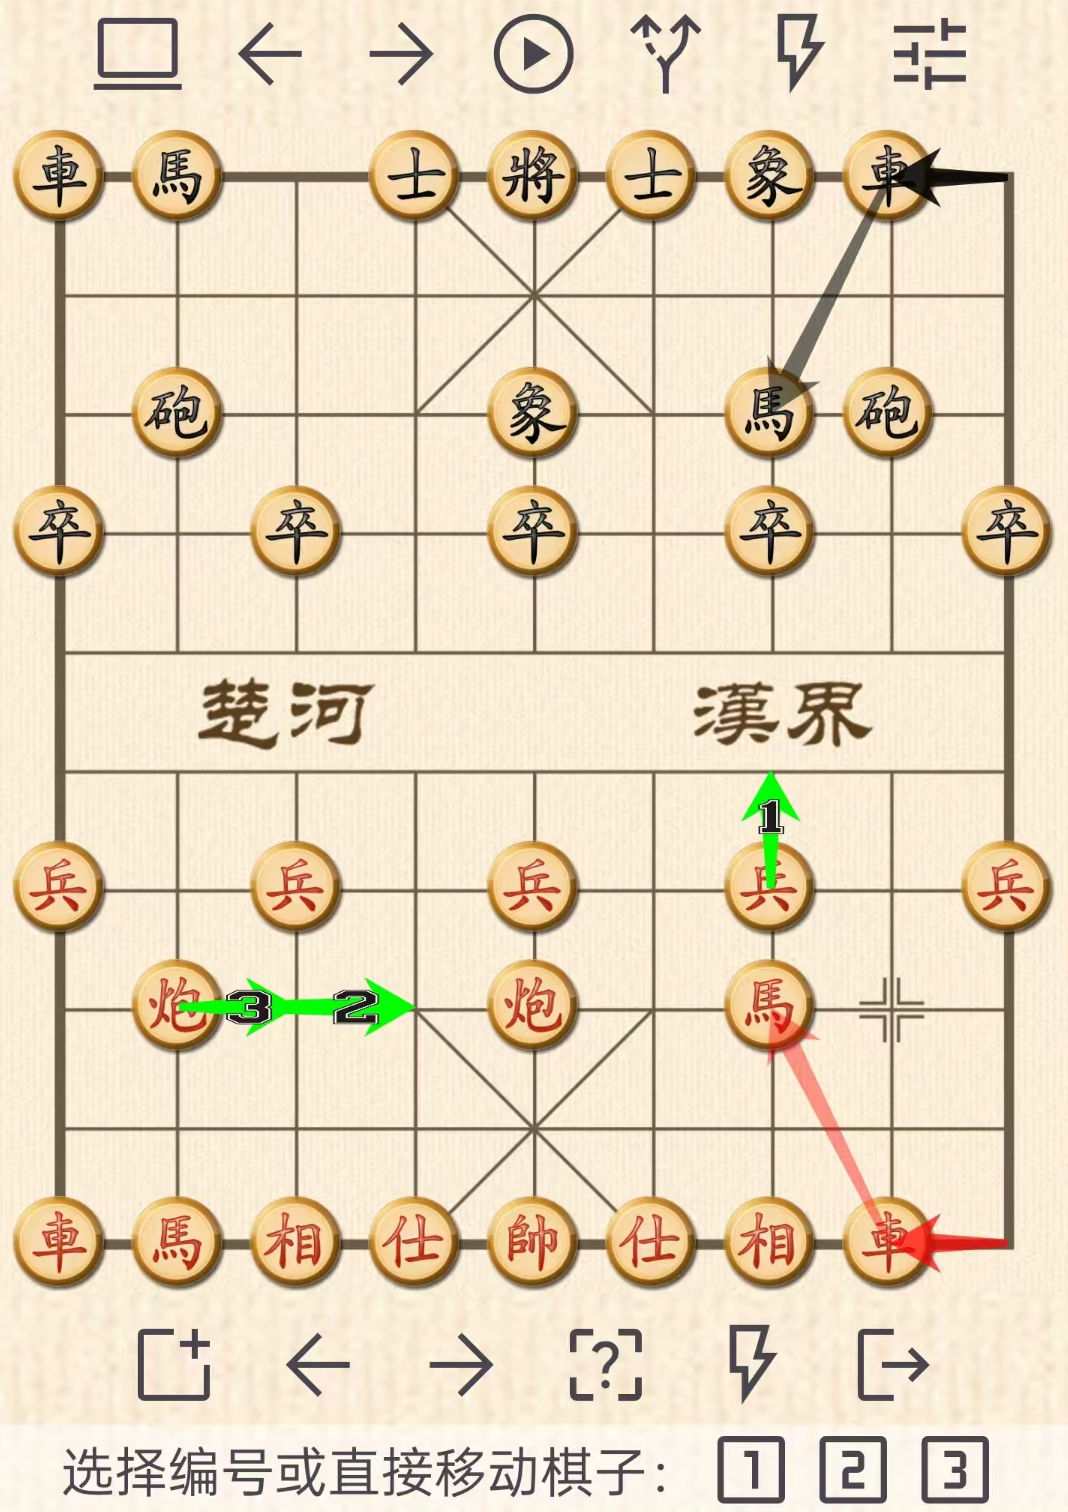 車 馬 士 將 士 象 車
砲 象 馬 砲
卒 卒 卒 卒 卒
楚河 漢界
1
兵 兵 兵 兵 兵
炮 3 2 炮 馬
車 馬 相 仕 帥 仕 相 車
?
选择编号或直接移动棋子： 1 2 3